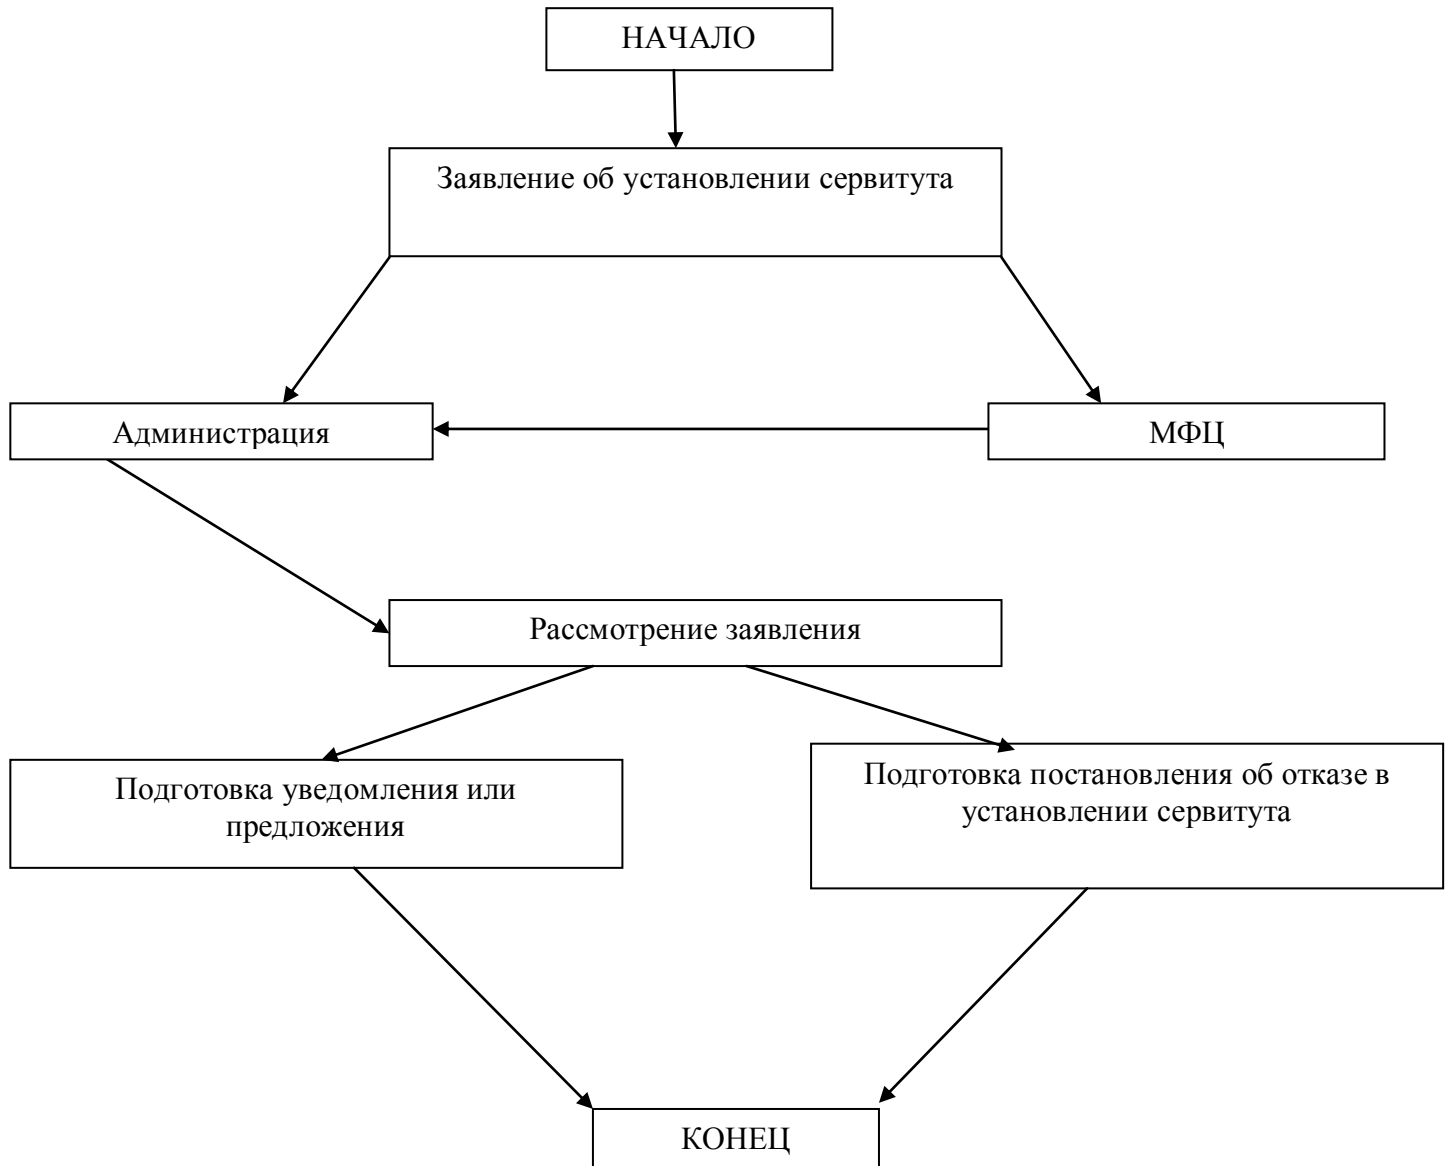 НАЧАЛО
Заявление об установлении сервитута
Администрация
МФЦ
Рассмотрение заявления
Подготовка уведомления или
предложения
Подготовка постановления об отказе в
установлении сервитута
КОНЕЦ